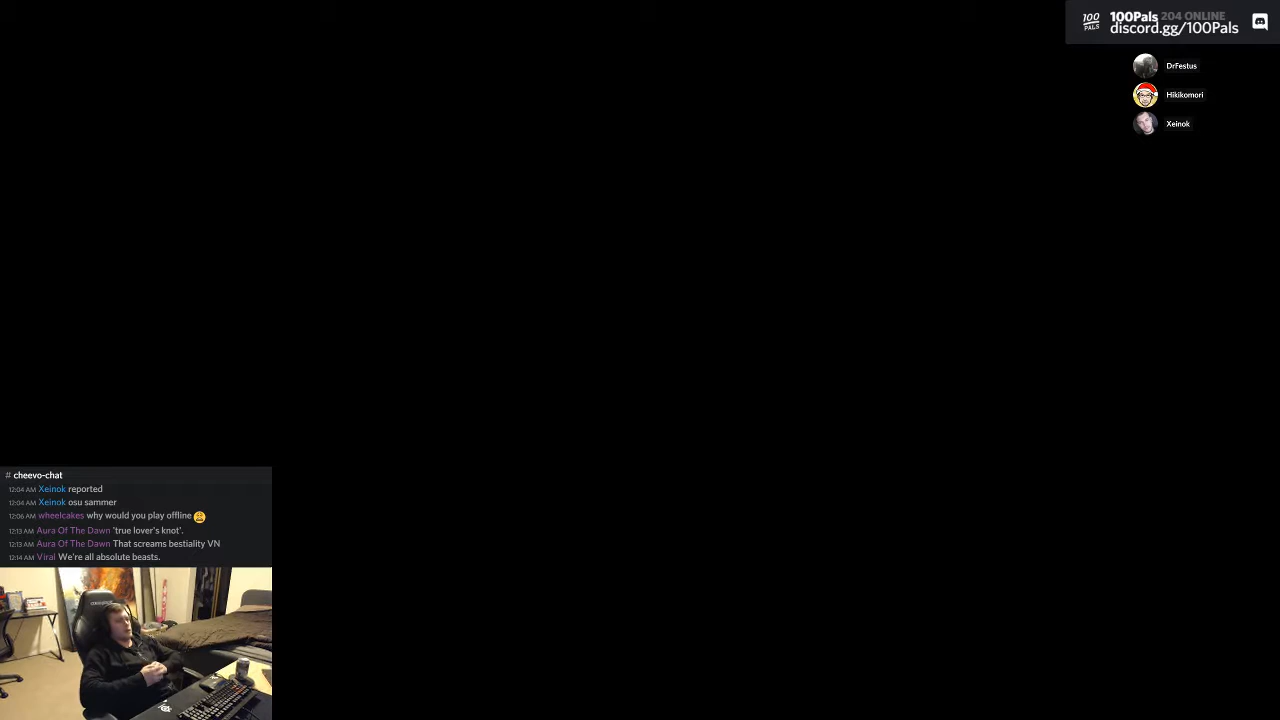 100
PALS
100Pals 204 ONLINE
discord.gg/100Pals
DrFestus
Hikikomori
Xeinok
# cheevo-chat
12:04 AM Xeinok reported
12:04 AM Xeinok osu sammer
12:06 AM wheelcakes why would you play offline
12:13 AM Aura Of The Dawn 'true lover's knot'.
12:13 AM Aura Of The Dawn That screams bestiality VN
12:14 AM Viral We're all absolute beasts.